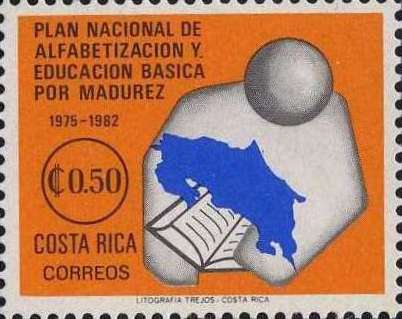 PLAN NACIONAL DE
ALFABETIZACION Y
EDUCACION BASICA
POR MADUREZ
1975-1982
₡0.50
COSTA RICA
CORREOS
LITOGRAFIA TREJOS - COSTA RICA